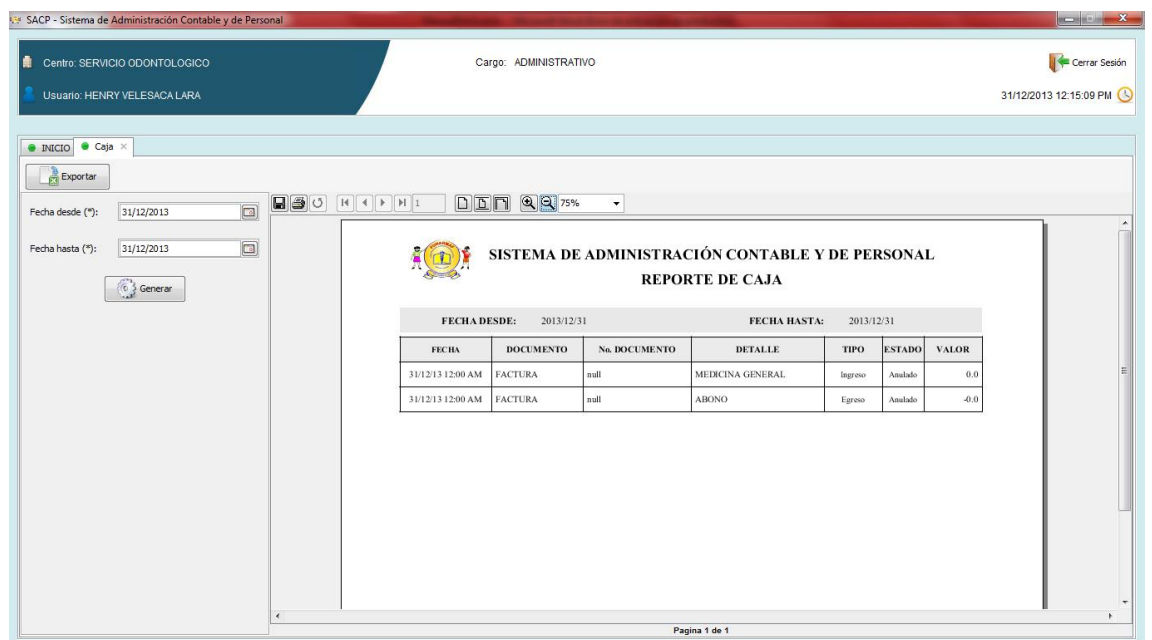 SACP - Sistema de Administración Contable y de Personal
Centro: SERVICIO ODONTOLOGICO
Cargo: ADMINISTRATIVO
Cerrar Sesión
Usuario: HENRY VELESACA LARA
31/12/2013 12:15:09 PM
INICIO
Caja
Exportar
Fecha desde (*): 31/12/2013
Fecha hasta (*): 31/12/2013
Generar
1
75%
SISTEMA DE ADMINISTRACIÓN CONTABLE Y DE PERSONAL
REPORTE DE CAJA
FECHA DESDE: 2013/12/31 FECHA HASTA: 2013/12/31
FECHA DOCUMENTO No. DOCUMENTO DETALLE TIPO ESTADO VALOR
31/12/13 12:00 AM FACTURA null MEDICINA GENERAL Ingreso Anulado 0.0
31/12/13 12:00 AM FACTURA null ABONO Egreso Anulado -0.0
Pagina 1 de 1